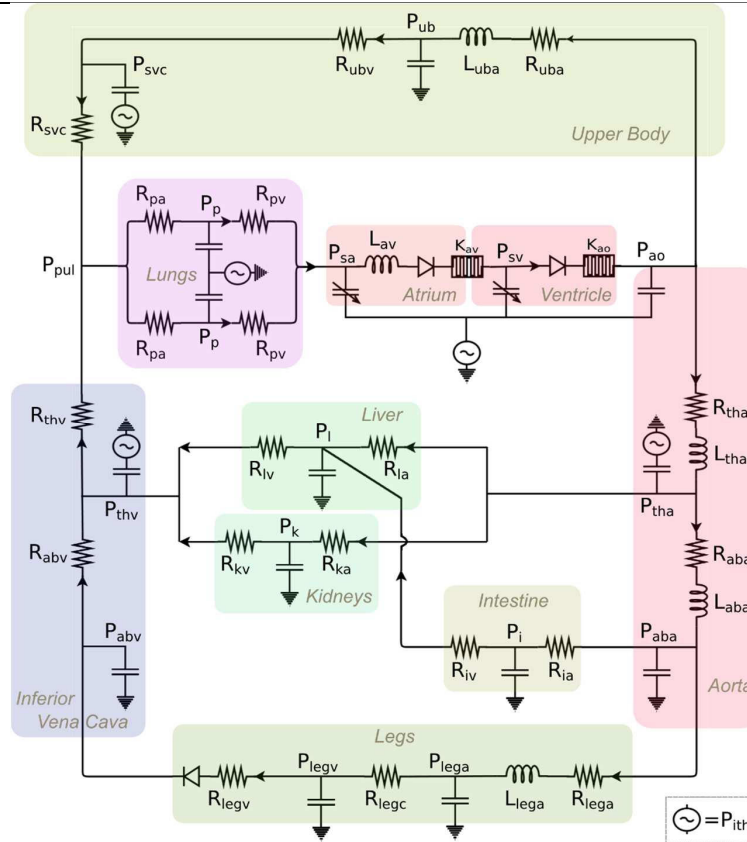 P_ub
P_svc
R_ubv
L_uba
R_uba
R_svc
Upper Body
R_pa P_p R_pv
L_av K_av P_sv K_ao P_ao
P_sa
P_pul
Lungs
Atrium Ventricle
P_p
R_pa R_pv
R_thv
Liver
P_l
R_lv R_la
R_tha
L_tha
P_thv
P_tha
P_k
R_abv
R_kv R_ka
R_aba
Kidneys
Intestine
L_aba
P_abv
P_i
P_aba
R_iv R_ia
Inferior
Vena Cava
Aorta
Legs
P_legv P_lega
R_legv R_legc L_lega R_lega
~ =P_ith